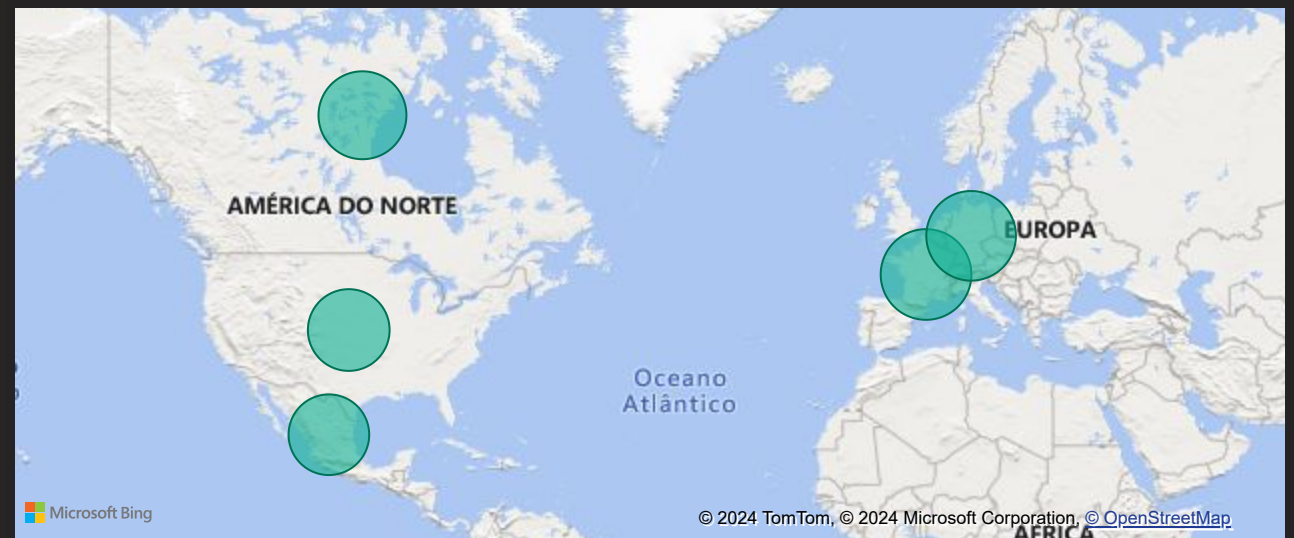 AMÉRICA DO NORTE
EUROPA
Oceano
Atlântico
Microsoft Bing
© 2024 TomTom, © 2024 Microsoft Corporation, © OpenStreetMap
ÁFRICA